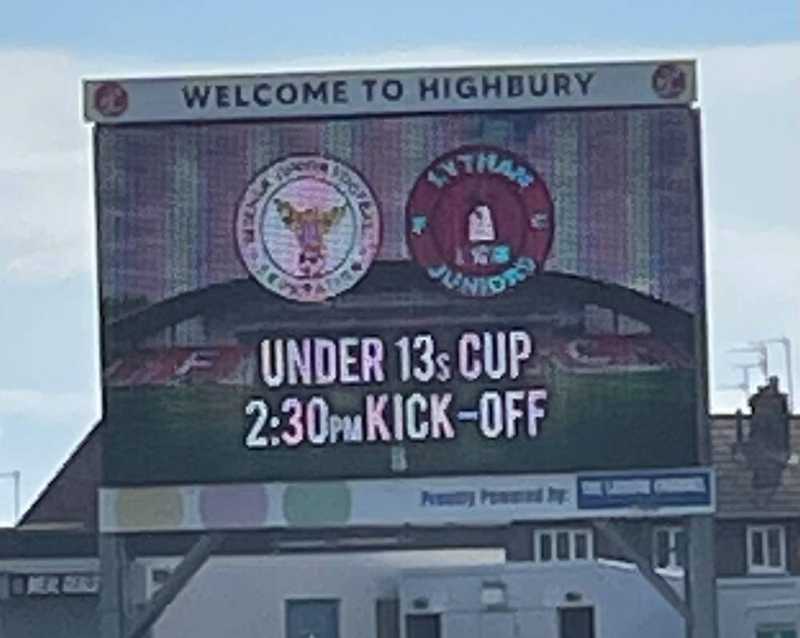 WELCOME TO HIGHBURY
LYTHAM
JUNIORS
UNDER 13s CUP
2:30PM KICK-OFF
Proudly Powered by: